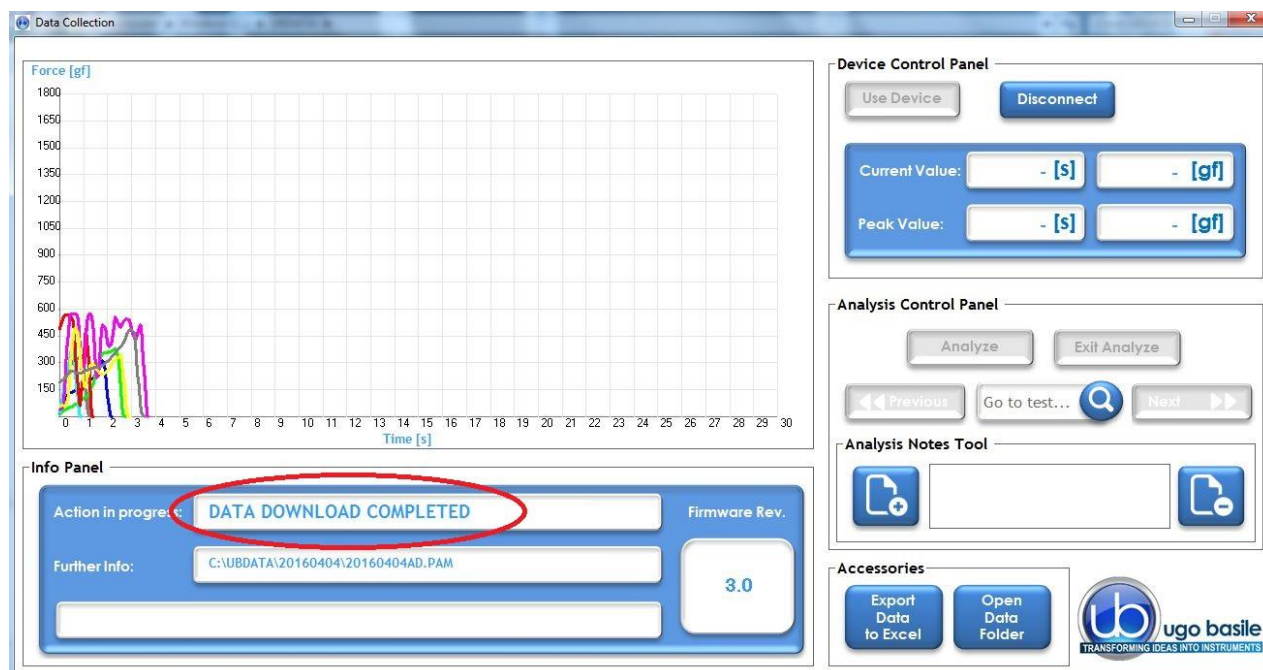 Data Collection
Force [gf]
1800
1650
1500
1350
1200
1050
900
750
600
450
300
150
0 1 2 3 4 5 6 7 8 9 10 11 12 13 14 15 16 17 18 19 20 21 22 23 24 25 26 27 28 29 30
Time [s]
Info Panel
Action in progress: DATA DOWNLOAD COMPLETED
Further Info: C:\UBDATA\20160404\20160404AD.PAM
Firmware Rev.
3.0
Device Control Panel
Use Device Disconnect
Current Value: - [s] - [gf]
Peak Value: - [s] - [gf]
Analysis Control Panel
Analyze Exit Analyze
Previous Go to test... Next
Analysis Notes Tool
Accessories
Export
Data
to Excel
Open
Data
Folder
ub ugo basile
TRANSFORMING IDEAS INTO INSTRUMENTS